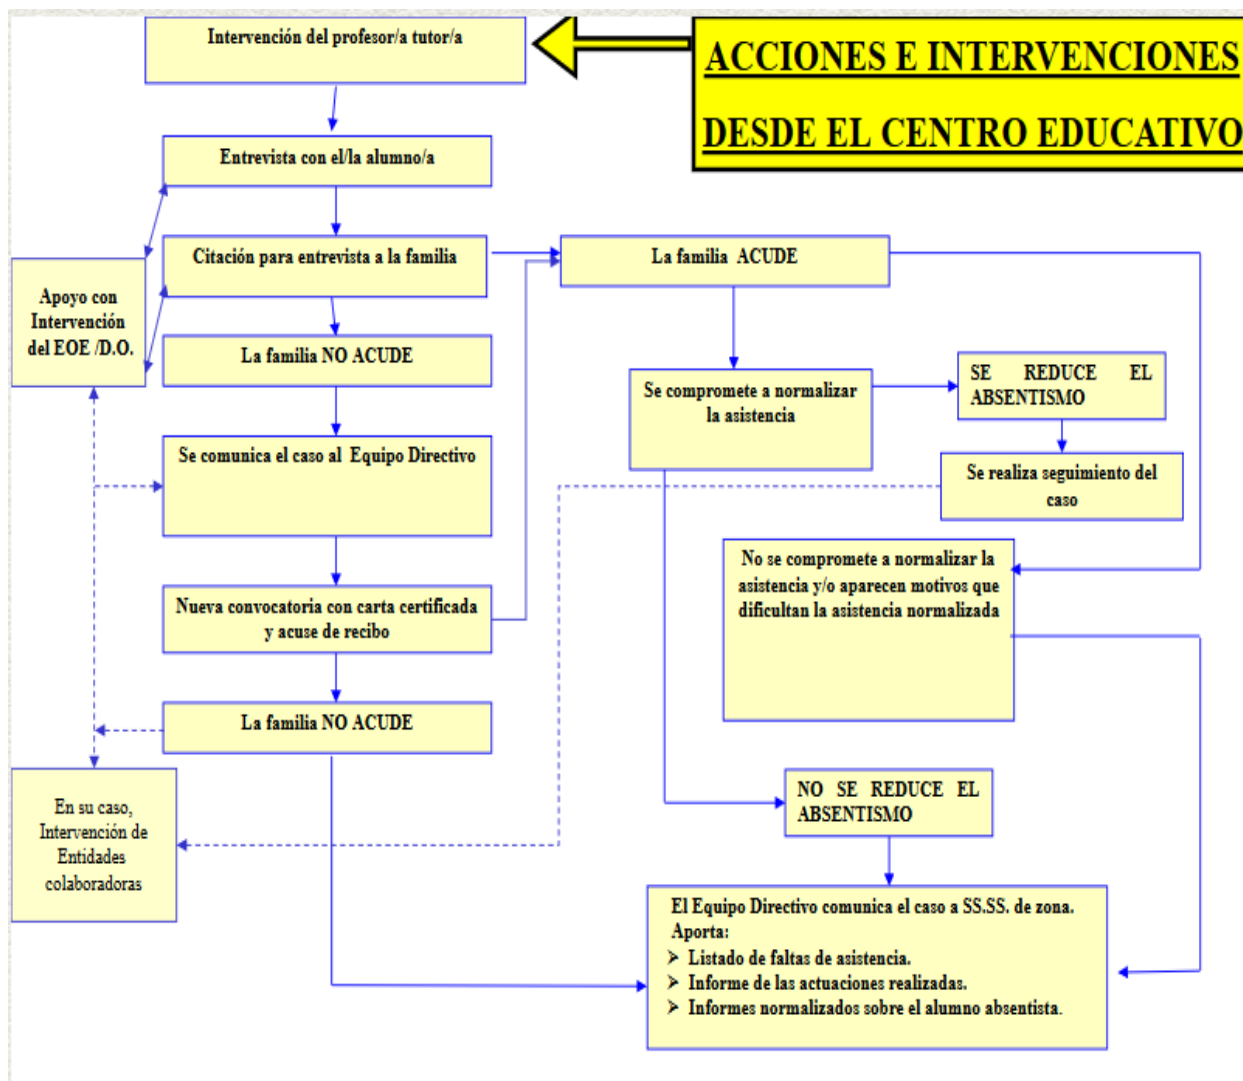 Intervención del profesor/a tutor/a
ACCIONES E INTERVENCIONES
DESDE EL CENTRO EDUCATIVO
Entrevista con el/la alumno/a
Citación para entrevista a la familia
La familia ACUDE
Apoyo con
Intervención
del EOE /D.O.
La familia NO ACUDE
Se compromete a normalizar
la asistencia
SE REDUCE EL
ABSENTISMO
Se comunica el caso al Equipo Directivo
Se realiza seguimiento del
caso
No se compromete a normalizar la
asistencia y/o aparecen motivos que
dificultan la asistencia normalizada
Nueva convocatoria con carta certificada
y acuse de recibo
La familia NO ACUDE
En su caso,
Intervención de
Entidades
colaboradoras
NO SE REDUCE EL
ABSENTISMO
El Equipo Directivo comunica el caso a SS.SS. de zona.
Aporta:
➢ Listado de faltas de asistencia.
➢ Informe de las actuaciones realizadas.
➢ Informes normalizados sobre el alumno absentista.